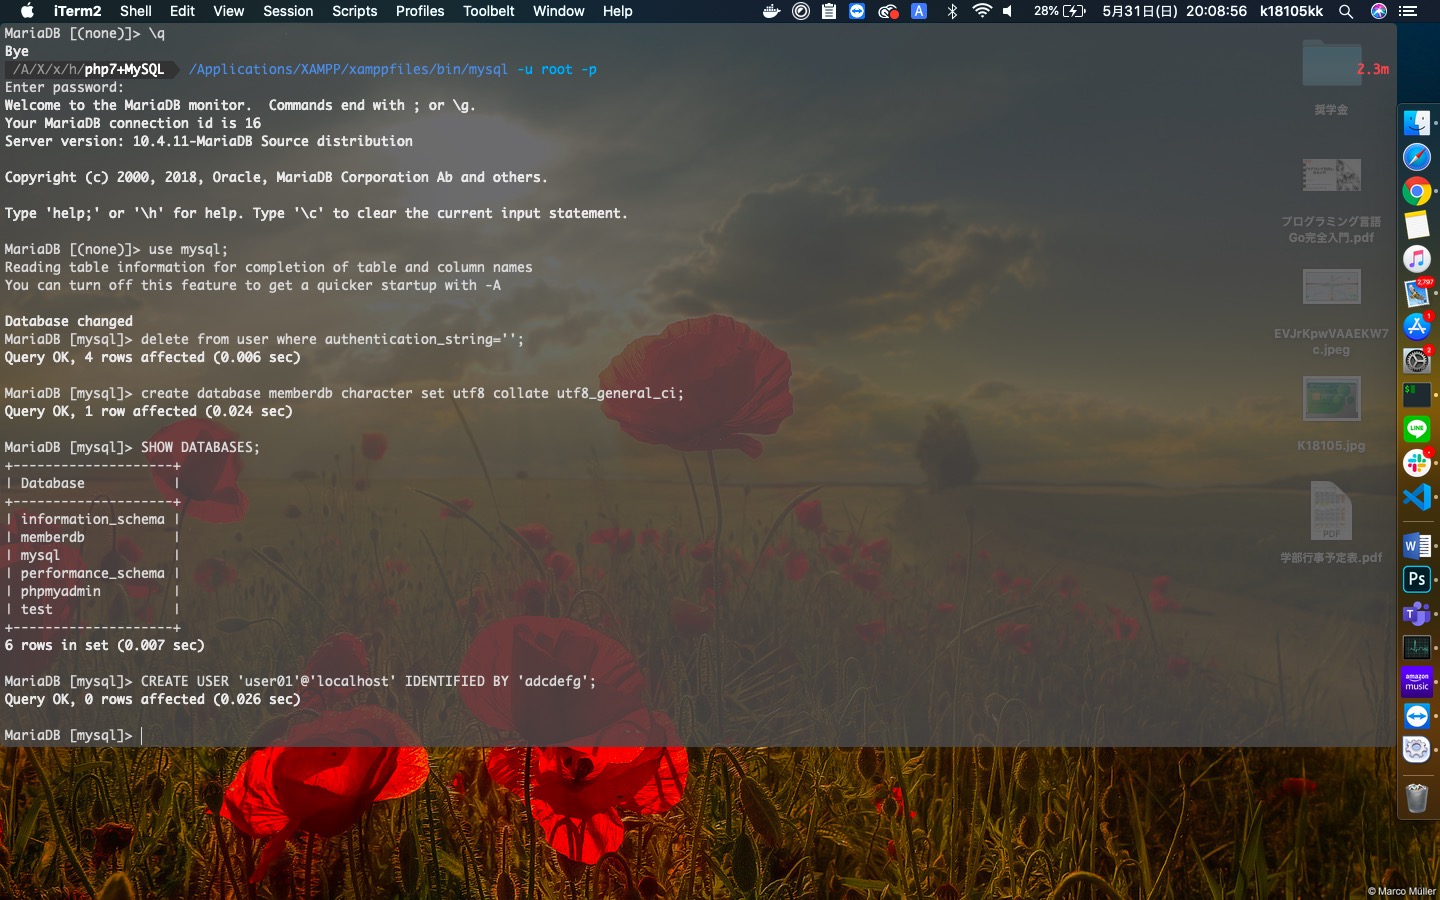 iTerm2 Shell Edit View Session Scripts Profiles Toolbelt Window Help A 28% 5月31日(日) 20:08:56 k18105kk
MariaDB [(none)]> \q
Bye
/A/X/x/h/php7+MySQL /Applications/XAMPP/xamppfiles/bin/mysql -u root -p 2.3m
Enter password:
Welcome to the MariaDB monitor.  Commands end with ; or \g.
Your MariaDB connection id is 16
Server version: 10.4.11-MariaDB Source distribution
Copyright (c) 2000, 2018, Oracle, MariaDB Corporation Ab and others.
Type 'help;' or '\h' for help. Type '\c' to clear the current input statement.
MariaDB [(none)]> use mysql;
Reading table information for completion of table and column names
You can turn off this feature to get a quicker startup with -A
Database changed
MariaDB [mysql]> delete from user where authentication_string='';
Query OK, 4 rows affected (0.006 sec)
MariaDB [mysql]> create database memberdb character set utf8 collate utf8_general_ci;
Query OK, 1 row affected (0.024 sec)
MariaDB [mysql]> SHOW DATABASES;
+--------------------+
| Database           |
+--------------------+
| information_schema |
| memberdb           |
| mysql              |
| performance_schema |
| phpmyadmin         |
| test               |
+--------------------+
6 rows in set (0.007 sec)
MariaDB [mysql]> CREATE USER 'user01'@'localhost' IDENTIFIED BY 'adcdefg';
Query OK, 0 rows affected (0.026 sec)
MariaDB [mysql]>
奨学金
プログラミング言語
Go完全入門.pdf
EVJrKpwVAAEKW7
c.jpeg
K18105.jpg
PDF
学部行事予定表.pdf
2,797
1
2
$
LINE
W
Ps
T
amazon
music
© Marco Müller